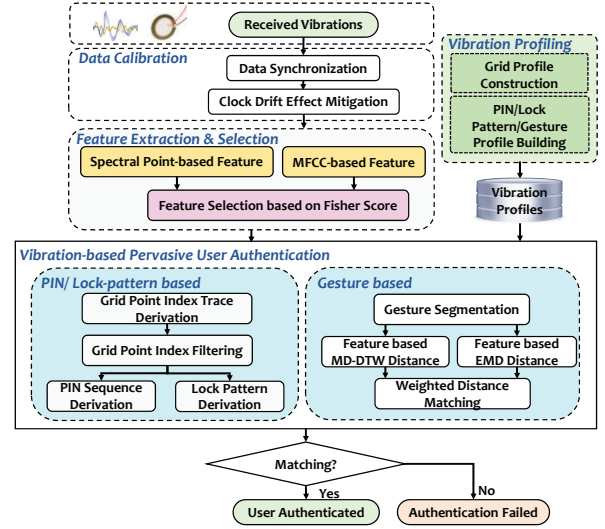 Received Vibrations
Data Calibration
Data Synchronization
Clock Drift Effect Mitigation
Vibration Profiling
Grid Profile
Construction
PIN/Lock
Pattern/Gesture
Profile Building
Vibration
Profiles
Feature Extraction & Selection
Spectral Point-based Feature
MFCC-based Feature
Feature Selection based on Fisher Score
Vibration-based Pervasive User Authentication
PIN/ Lock-pattern based
Grid Point Index Trace
Derivation
Grid Point Index Filtering
PIN Sequence
Derivation
Lock Pattern
Derivation
Gesture based
Gesture Segmentation
Feature based
MD-DTW Distance
Feature based
EMD Distance
Weighted Distance
Matching
Matching?
Yes
No
User Authenticated
Authentication Failed